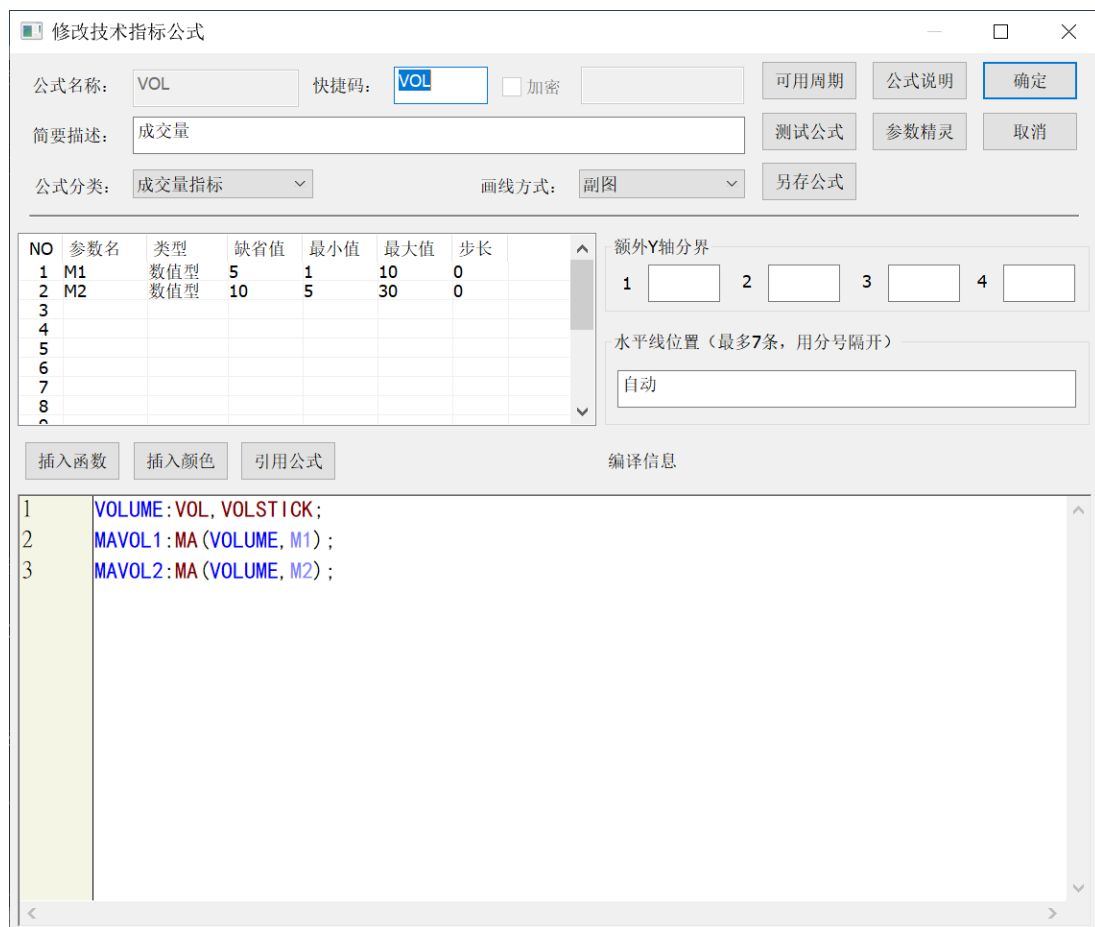 修改技术指标公式
公式名称： VOL 快捷码： VOL 加密 可用周期 公式说明 确定
简要描述： 成交量 测试公式 参数精灵 取消
公式分类： 成交量指标 画线方式： 副图 另存公式
NO 参数名 类型 缺省值 最小值 最大值 步长
1 M1 数值型 5 1 10 0
2 M2 数值型 10 5 30 0
3
4
5
6
7
8
额外Y轴分界
1 2 3 4
水平线位置（最多7条，用分号隔开）
自动
插入函数 插入颜色 引用公式 编译信息
1 VOLUME:VOL,VOLSTICK;
2 MAVOL1:MA(VOLUME,M1);
3 MAVOL2:MA(VOLUME,M2);